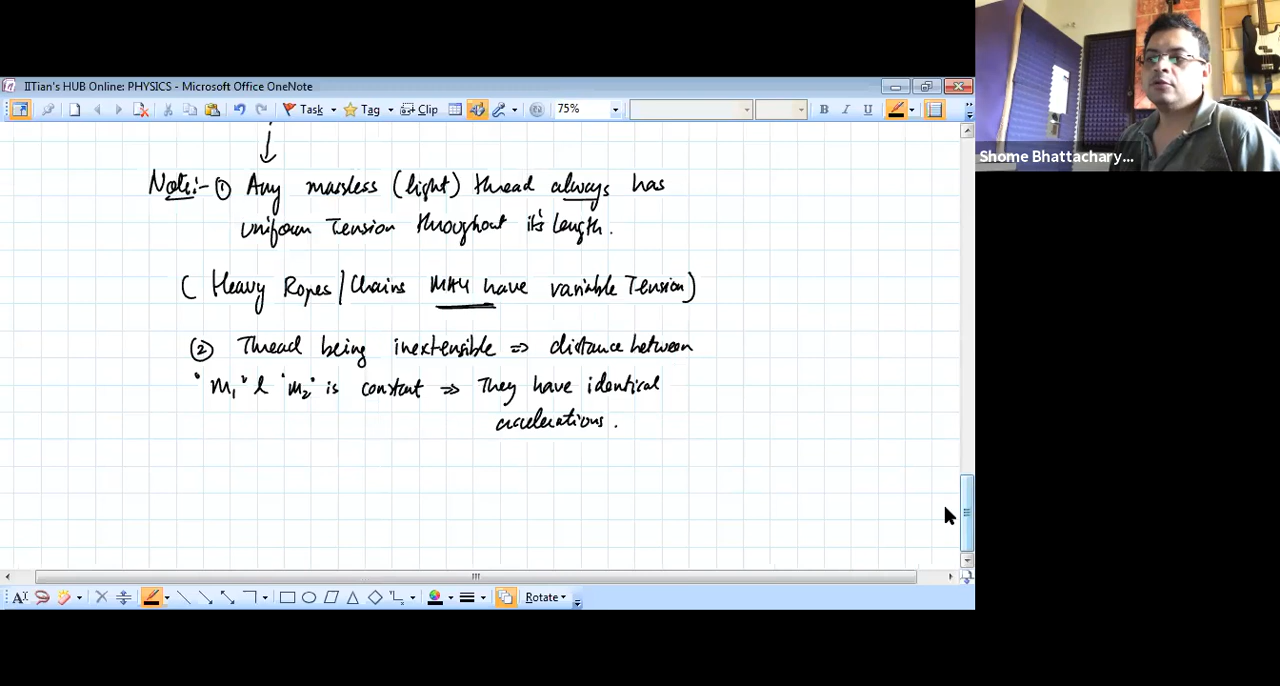 IITian's HUB Online: PHYSICS - Microsoft Office OneNote
Task Tag Clip 75% B I U
Note:- ① Any massless (light) thread always has
uniform Tension throughout it's length.
( Heavy Ropes / Chains MAY have variable Tension)
② Thread being inextensible => distance between
'm₁' & 'm₂' is constant => They have identical
accelerations.
Rotate
Shome Bhattachary...